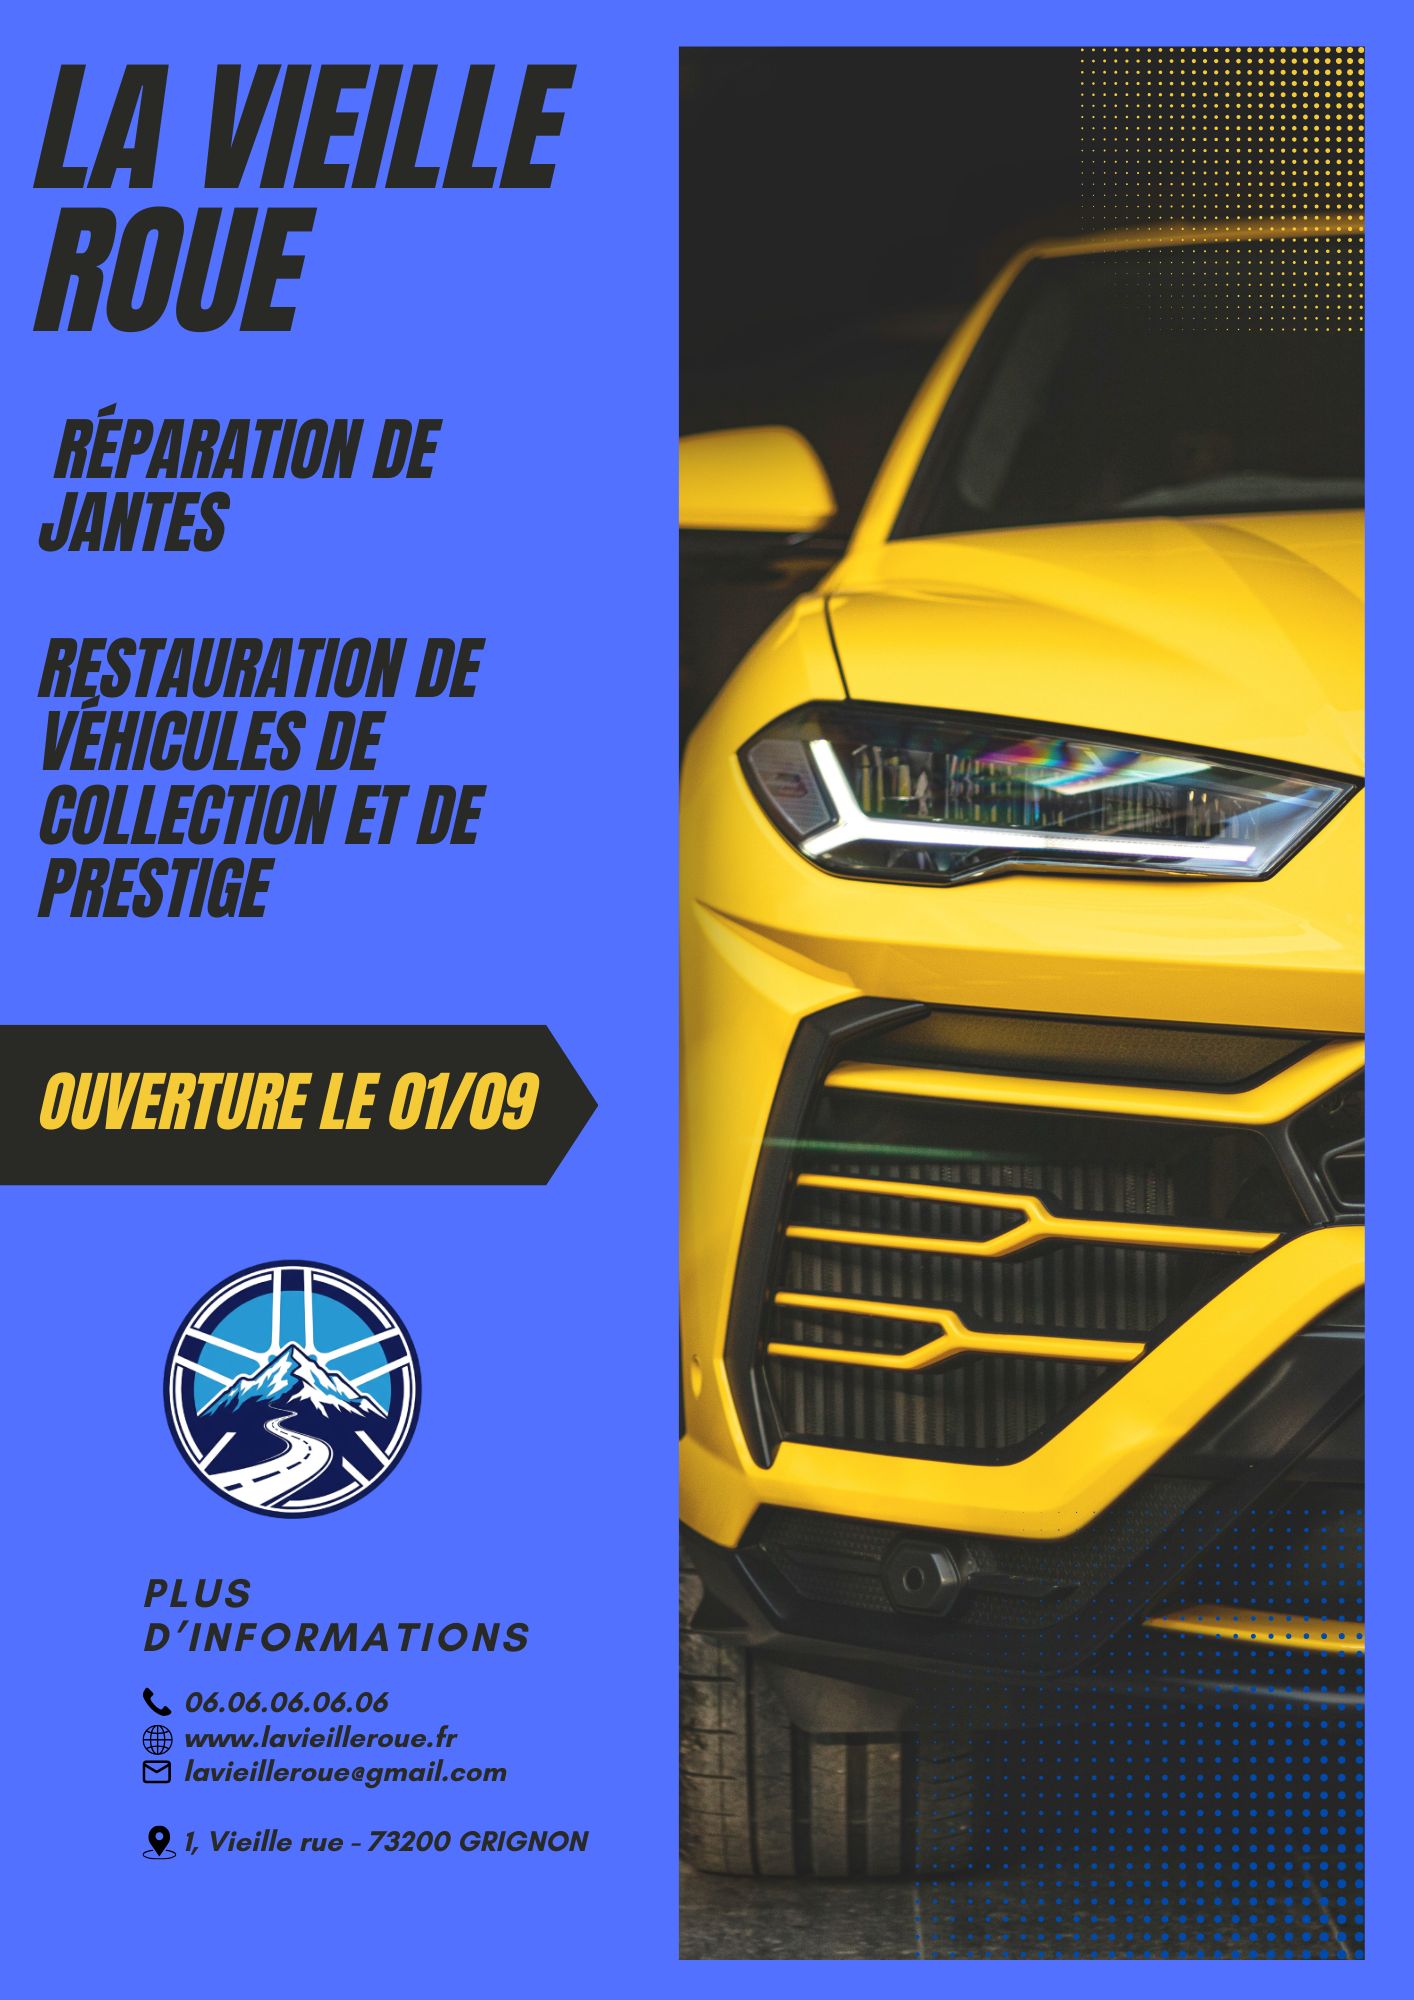 LA VIEILLE
ROUE
RÉPARATION DE
JANTES
RESTAURATION DE
VÉHICULES DE
COLLECTION ET DE
PRESTIGE
OUVERTURE LE 01/09
PLUS
D'INFORMATIONS
06.06.06.06.06
www.lavieilleroue.fr
lavieilleroue@gmail.com
1, Vieille rue - 73200 GRIGNON